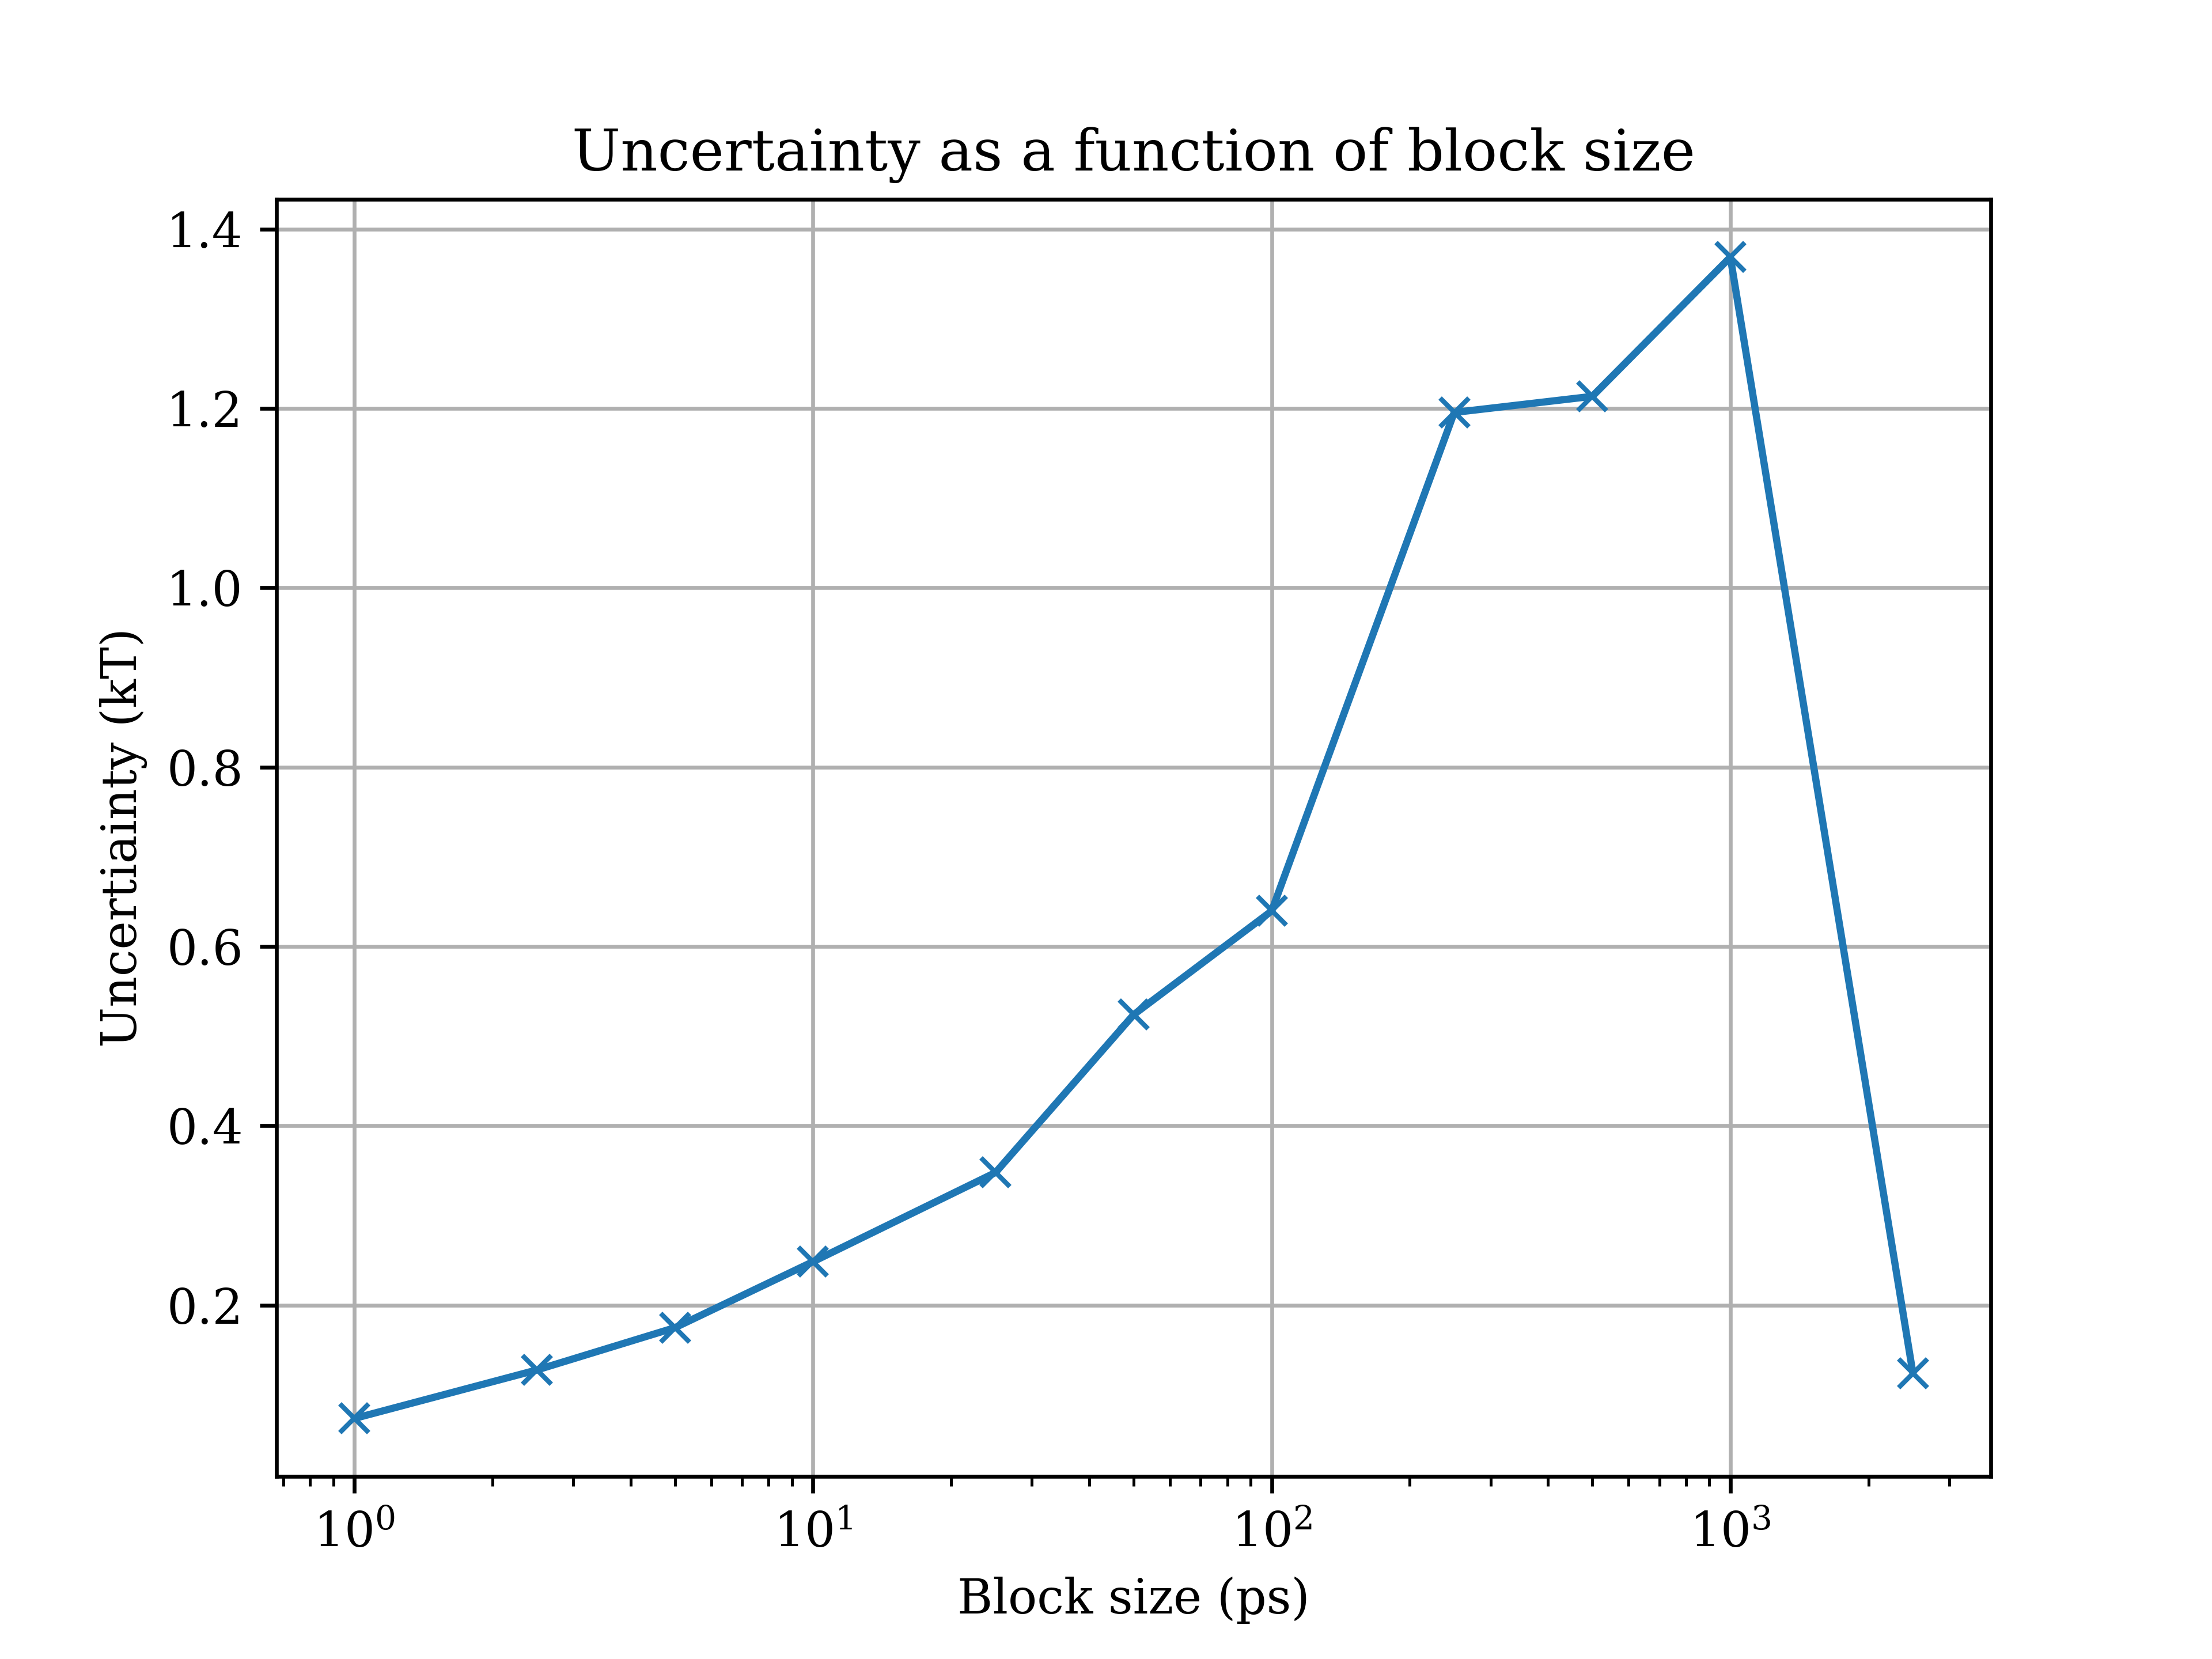 Uncertainty as a function of block size
1.4
1.2
1.0
0.8
0.6
0.4
0.2
Uncertiainty (kT)
10⁰ 10¹ 10² 10³
Block size (ps)